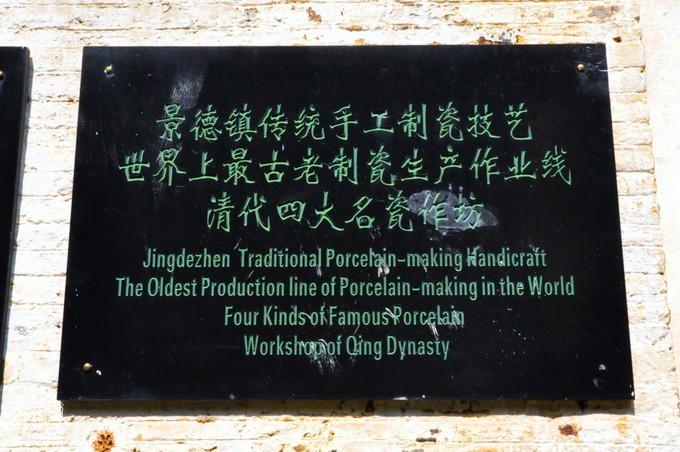 景德镇传统手工制瓷技艺
世界上最古老制瓷生产作业线
清代四大名瓷作坊
Jingdezhen Traditional Porcelain-making Handicraft
The Oldest Production line of Porcelain-making in the World
Four Kinds of Famous Porcelain
Workshop of Qing Dynasty